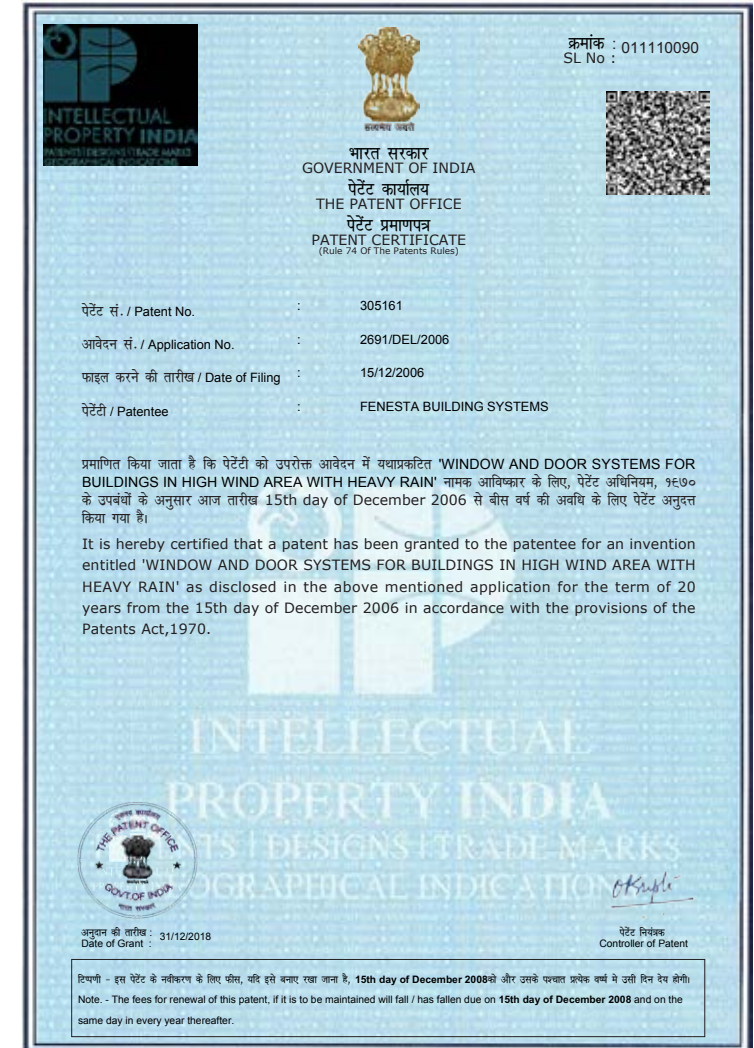 INTELLECTUAL
PROPERTY INDIA
PATENTS | DESIGNS | TRADE MARKS
GEOGRAPHICAL INDICATIONS
क्रमांक : 011110090
SL No :
सत्यमेव जयते
भारत सरकार
GOVERNMENT OF INDIA
पेटेंट कार्यालय
THE PATENT OFFICE
पेटेंट प्रमाणपत्र
PATENT CERTIFICATE
(Rule 74 Of The Patents Rules)
पेटेंट सं. / Patent No. : 305161
आवेदन सं. / Application No. : 2691/DEL/2006
फाइल करने की तारीख / Date of Filing : 15/12/2006
पेटेंटी / Patentee : FENESTA BUILDING SYSTEMS
प्रमाणित किया जाता है कि पेटेंटी को उपरोक्त आवेदन में यथाप्रकटित 'WINDOW AND DOOR SYSTEMS FOR
BUILDINGS IN HIGH WIND AREA WITH HEAVY RAIN' नामक आविष्कार के लिए, पेटेंट अधिनियम, १९७०
के उपबंधों के अनुसार आज तारीख 15th day of December 2006 से बीस वर्ष की अवधि के लिए पेटेंट अनुदत्त
किया गया है।
It is hereby certified that a patent has been granted to the patentee for an invention
entitled 'WINDOW AND DOOR SYSTEMS FOR BUILDINGS IN HIGH WIND AREA WITH
HEAVY RAIN' as disclosed in the above mentioned application for the term of 20
years from the 15th day of December 2006 in accordance with the provisions of the
Patents Act,1970.
INTELLECTUAL
PROPERTY INDIA
THE PATENT OFFICE
GOVT.OF INDIA
भारत सरकार
अनुदान की तारीख : 31/12/2018
Date of Grant :
पेटेंट नियंत्रक
Controller of Patent
टिप्पणी - इस पेटेंट के नवीकरण के लिए फीस, यदि इसे बनाए रखा जाना है, 15th day of December 2008को और उसके पश्चात प्रत्येक वर्ष मे उसी दिन देय होगी।
Note. - The fees for renewal of this patent, if it is to be maintained will fall / has fallen due on 15th day of December 2008 and on the
same day in every year thereafter.